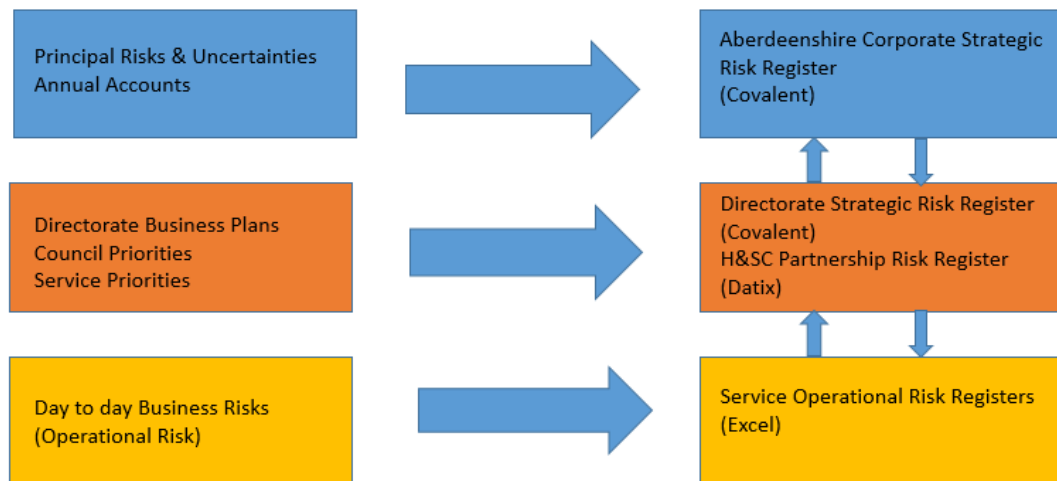 Principal Risks & Uncertainties
Annual Accounts
Aberdeenshire Corporate Strategic
Risk Register
(Covalent)
Directorate Business Plans
Council Priorities
Service Priorities
Directorate Strategic Risk Register
(Covalent)
H&SC Partnership Risk Register
(Datix)
Day to day Business Risks
(Operational Risk)
Service Operational Risk Registers
(Excel)